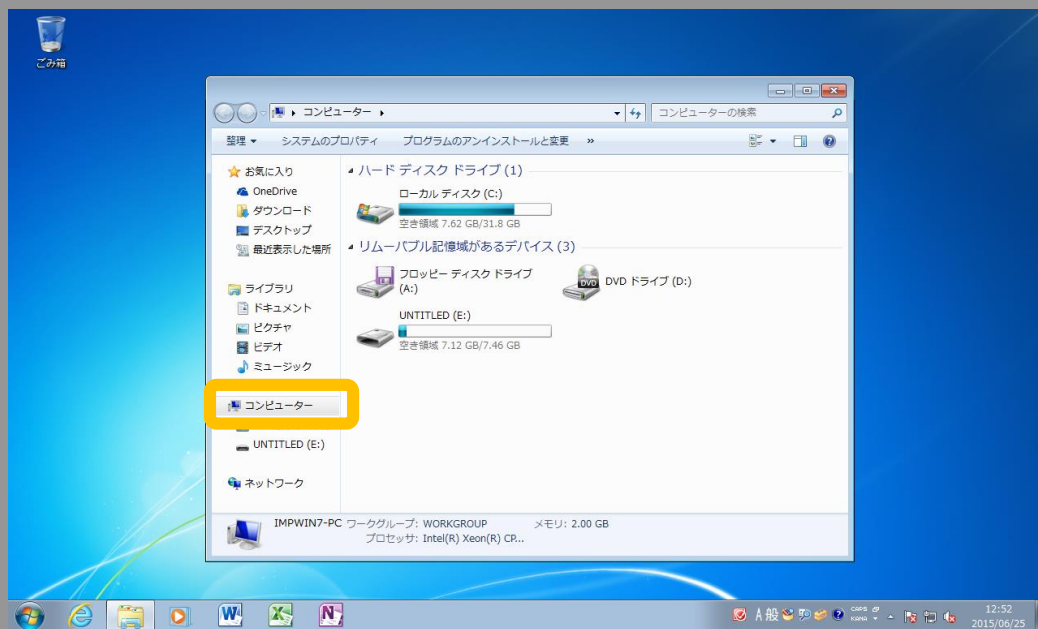 ごみ箱
コンピューター
コンピューターの検索
整理 システムのプロパティ プログラムのアンインストールと変更 »
お気に入り
OneDrive
ダウンロード
デスクトップ
最近表示した場所
ライブラリ
ドキュメント
ピクチャ
ビデオ
ミュージック
コンピューター
UNTITLED (E:)
ネットワーク
ハード ディスク ドライブ (1)
ローカル ディスク (C:)
空き領域 7.62 GB/31.8 GB
リムーバブル記憶域があるデバイス (3)
フロッピー ディスク ドライブ
(A:)
DVD
DVD ドライブ (D:)
UNTITLED (E:)
空き領域 7.12 GB/7.46 GB
IMPWIN7-PC ワークグループ: WORKGROUP メモリ: 2.00 GB
プロセッサ: Intel(R) Xeon(R) CP...
A 般
CAPS
KANA
12:52
2015/06/25